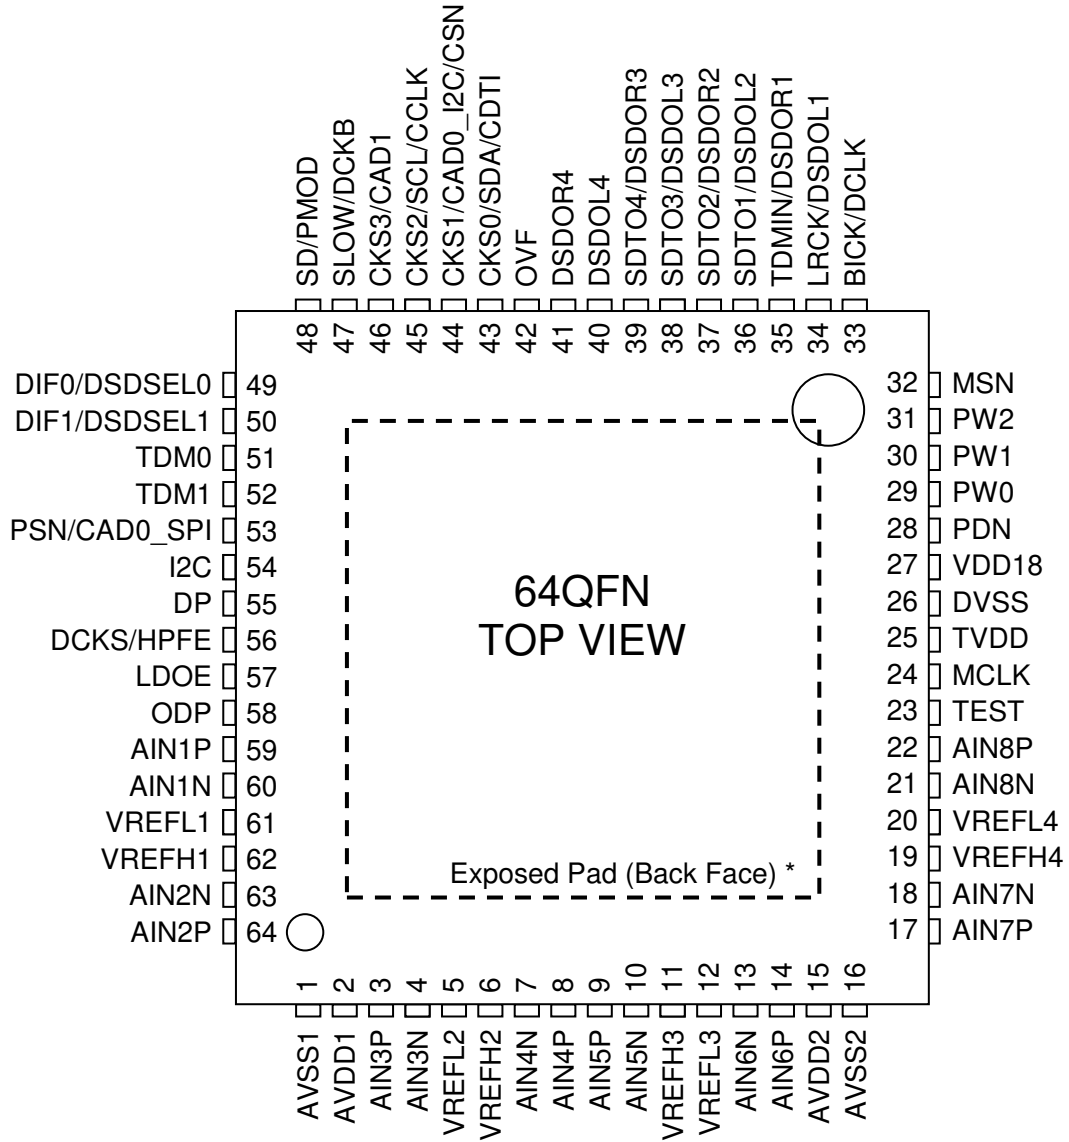 SD/PMOD
SLOW/DCKB
CKS3/CAD1
CKS2/SCL/CCLK
CKS1/CAD0_I2C/CSN
CKS0/SDA/CDTI
OVF
DSDOR4
DSDOL4
SDTO4/DSDOR3
SDTO3/DSDOL3
SDTO2/DSDOR2
SDTO1/DSDOL2
TDMIN/DSDOR1
LRCK/DSDOL1
BICK/DCLK
48
47
46
45
44
43
42
41
40
39
38
37
36
35
34
33
DIF0/DSDSEL0 49
DIF1/DSDSEL1 50
TDM0 51
TDM1 52
PSN/CAD0_SPI 53
I2C 54
DP 55
DCKS/HPFE 56
LDOE 57
ODP 58
AIN1P 59
AIN1N 60
VREFL1 61
VREFH1 62
AIN2N 63
AIN2P 64
64QFN
TOP VIEW
Exposed Pad (Back Face) *
32 MSN
31 PW2
30 PW1
29 PW0
28 PDN
27 VDD18
26 DVSS
25 TVDD
24 MCLK
23 TEST
22 AIN8P
21 AIN8N
20 VREFL4
19 VREFH4
18 AIN7N
17 AIN7P
1
2
3
4
5
6
7
8
9
10
11
12
13
14
15
16
AVSS1
AVDD1
AIN3P
AIN3N
VREFL2
VREFH2
AIN4N
AIN4P
AIN5P
AIN5N
VREFH3
VREFL3
AIN6N
AIN6P
AVDD2
AVSS2